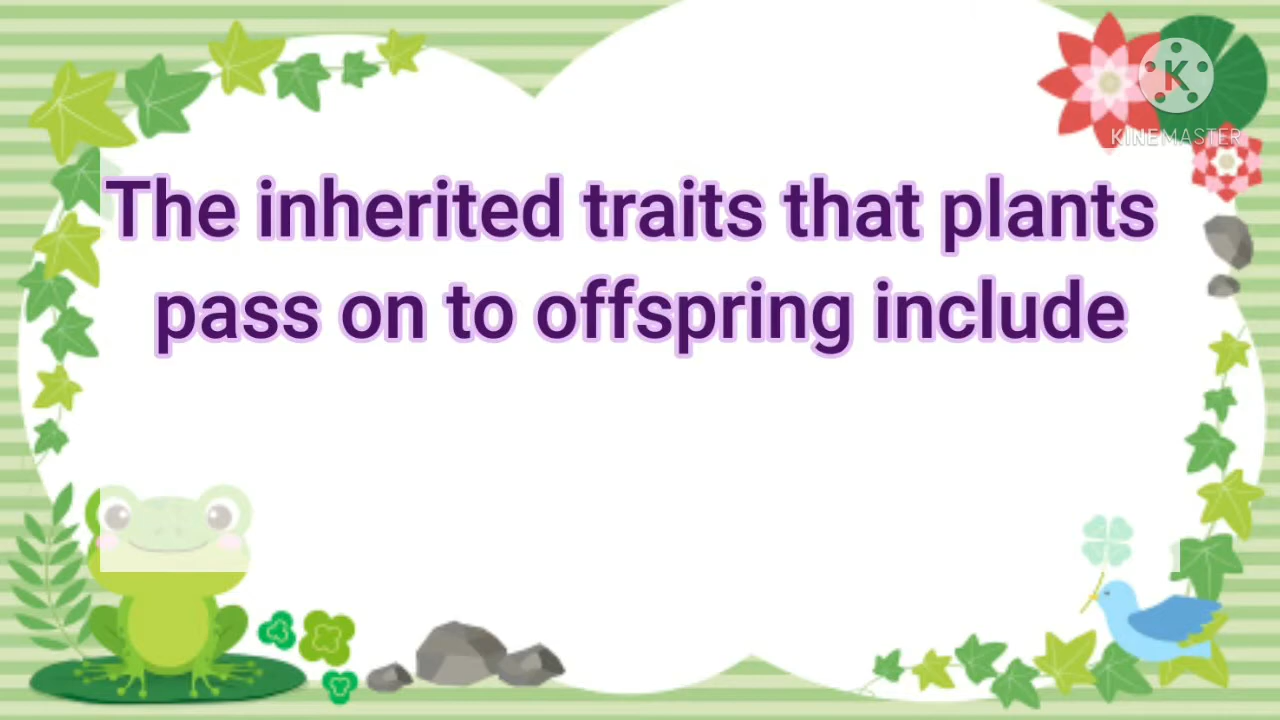 K
KINEMASTER
The inherited traits that plants
pass on to offspring include